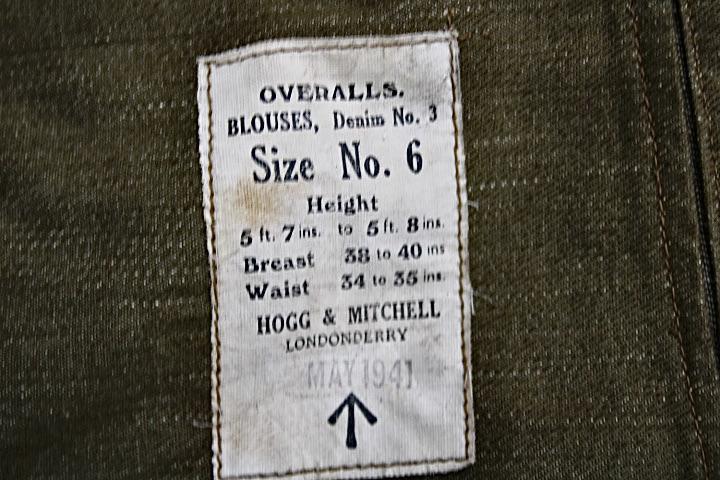 OVERALLS.
BLOUSES, Denim No. 3
Size No. 6
Height
5 ft. 7 ins. to 5 ft. 8 ins.
Breast 38 to 40 ins
Waist 34 to 35 ins.
HOGG & MITCHELL
LONDONDERRY
MAY 1941